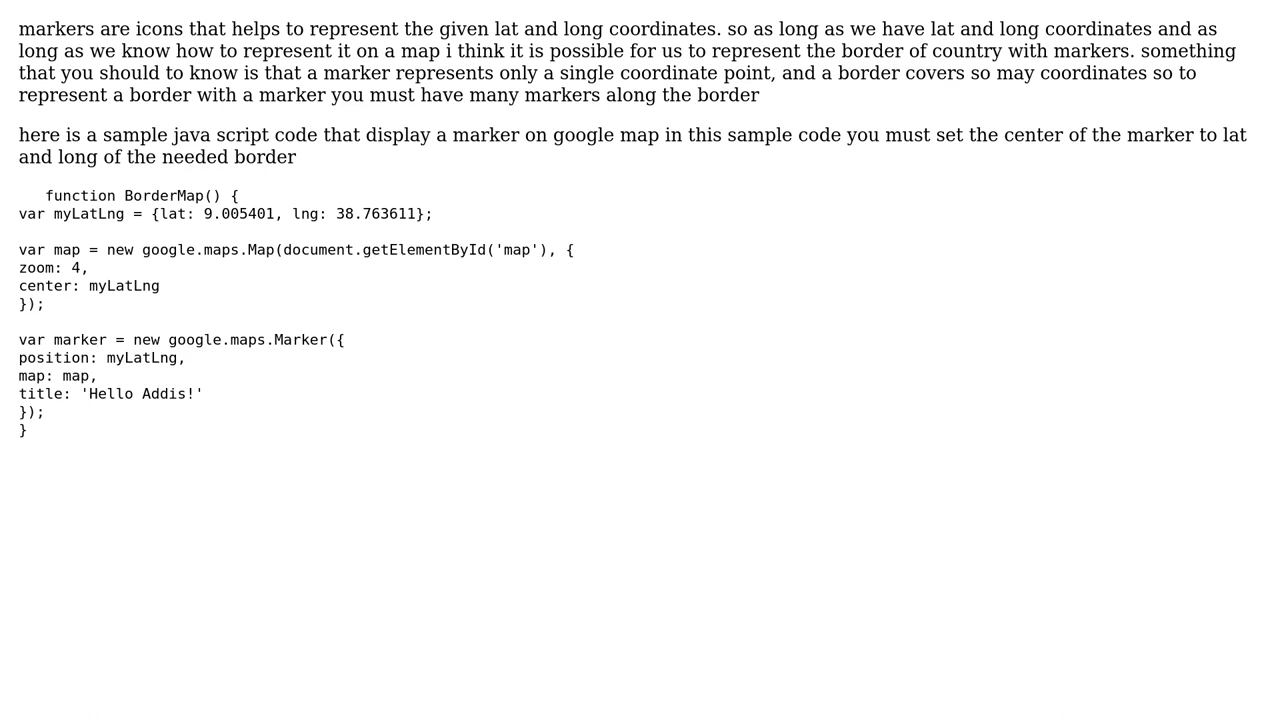 markers are icons that helps to represent the given lat and long coordinates. so as long as we have lat and long coordinates and as
long as we know how to represent it on a map i think it is possible for us to represent the border of country with markers. something
that you should to know is that a marker represents only a single coordinate point, and a border covers so may coordinates so to
represent a border with a marker you must have many markers along the border
here is a sample java script code that display a marker on google map in this sample code you must set the center of the marker to lat
and long of the needed border
function BorderMap() {
var myLatLng = {lat: 9.005401, lng: 38.763611};
var map = new google.maps.Map(document.getElementById('map'), {
zoom: 4,
center: myLatLng
});
var marker = new google.maps.Marker({
position: myLatLng,
map: map,
title: 'Hello Addis!'
});
}